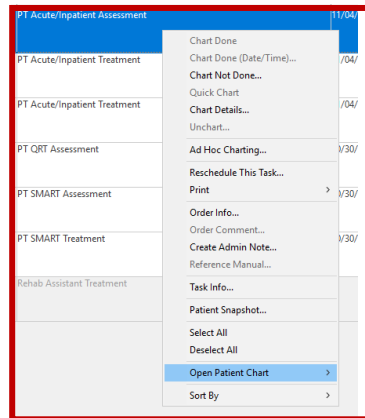 PT Acute/Inpatient Assessment 11/04/
Chart Done
PT Acute/Inpatient Treatment Chart Done (Date/Time)... /04/
Chart Not Done...
Quick Chart
PT Acute/Inpatient Treatment Chart Details... /04/
Unchart...
PT QRT Assessment Ad Hoc Charting... 0/30/
Reschedule This Task...
PT SMART Assessment Print > 0/30/
Order Info...
Order Comment...
PT SMART Treatment Create Admin Note... 0/30/
Reference Manual...
Rehab Assistant Treatment Task Info...
Patient Snapshot...
Select All
Deselect All
Open Patient Chart >
Sort By >